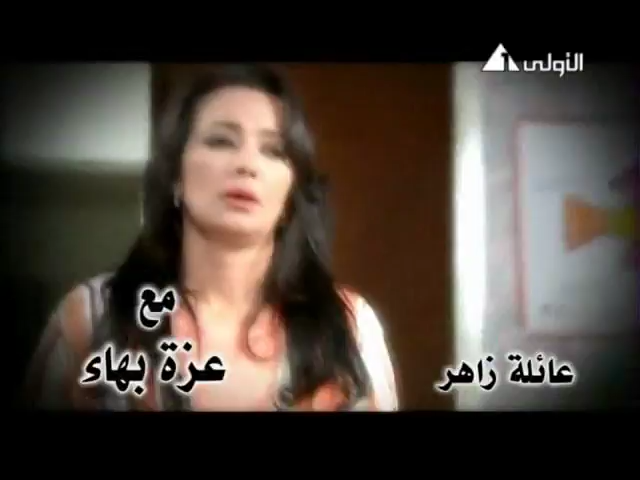 الأولى
مع
عزة بهاء
عائلة زاهر